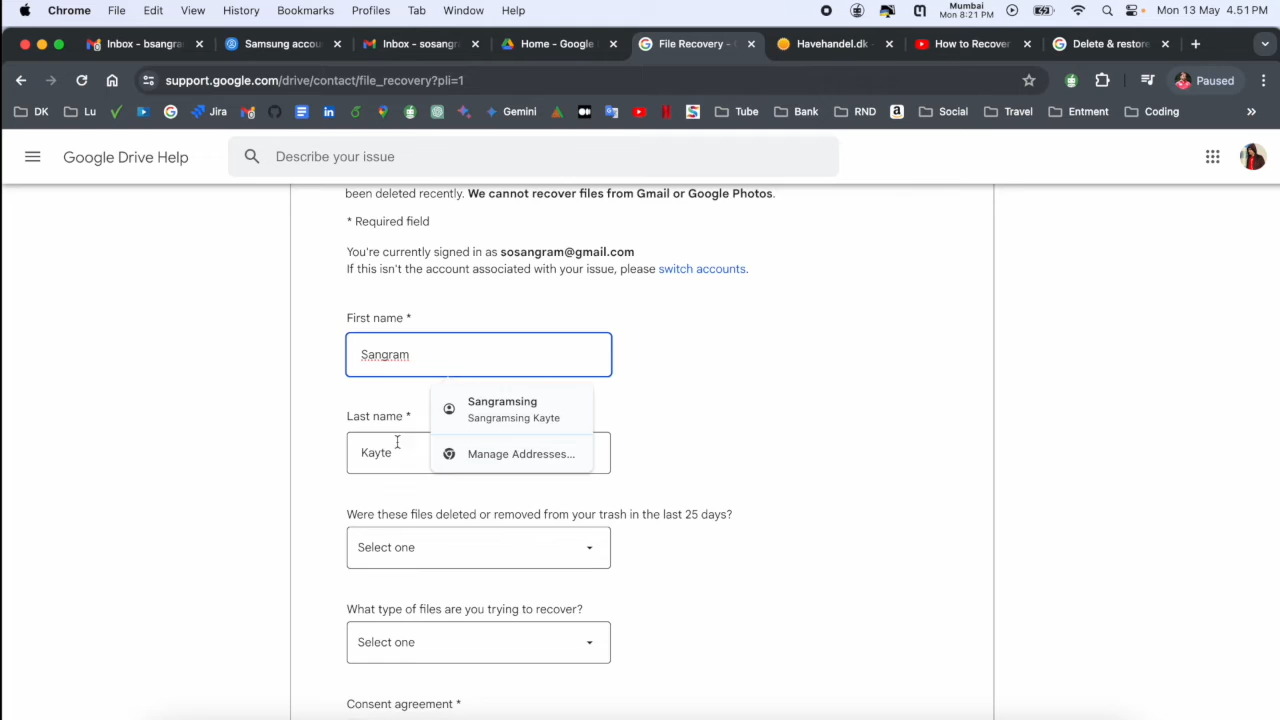 Chrome File Edit View History Bookmarks Profiles Tab Window Help Mumbai Mon 8:21 PM Mon 13 May 4.51 PM
Inbox - bsangra Samsung accou Inbox - sosangr Home - Google File Recovery - Havehandel.dk - How to Recover Delete & restore
support.google.com/drive/contact/file_recovery?pli=1 Paused
DK Lu Jira Gemini Tube Bank RND Social Travel Entment Coding
Google Drive Help Describe your issue
been deleted recently. We cannot recover files from Gmail or Google Photos.
* Required field
You're currently signed in as sosangram@gmail.com
If this isn't the account associated with your issue, please switch accounts.
First name *
Sangram
Sangramsing
Sangramsing Kayte
Manage Addresses...
Last name *
Kayte
Were these files deleted or removed from your trash in the last 25 days?
Select one
What type of files are you trying to recover?
Select one
Consent agreement *